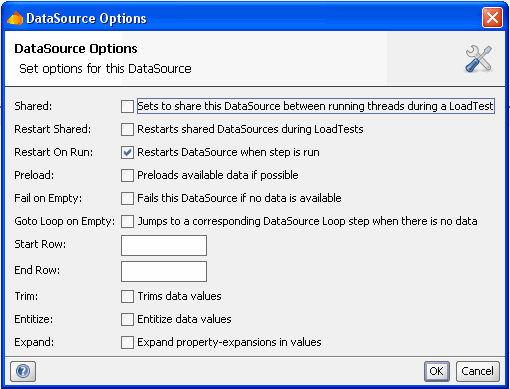 DataSource Options
DataSource Options
Set options for this DataSource
Shared: Sets to share this DataSource between running threads during a LoadTest
Restart Shared: Restarts shared DataSources during LoadTests
Restart On Run: Restarts DataSource when step is run
Preload: Preloads available data if possible
Fail on Empty: Fails this DataSource if no data is available
Goto Loop on Empty: Jumps to a corresponding DataSource Loop step when there is no data
Start Row:
End Row:
Trim: Trims data values
Entitize: Entitize data values
Expand: Expand property-expansions in values
? OK Cancel